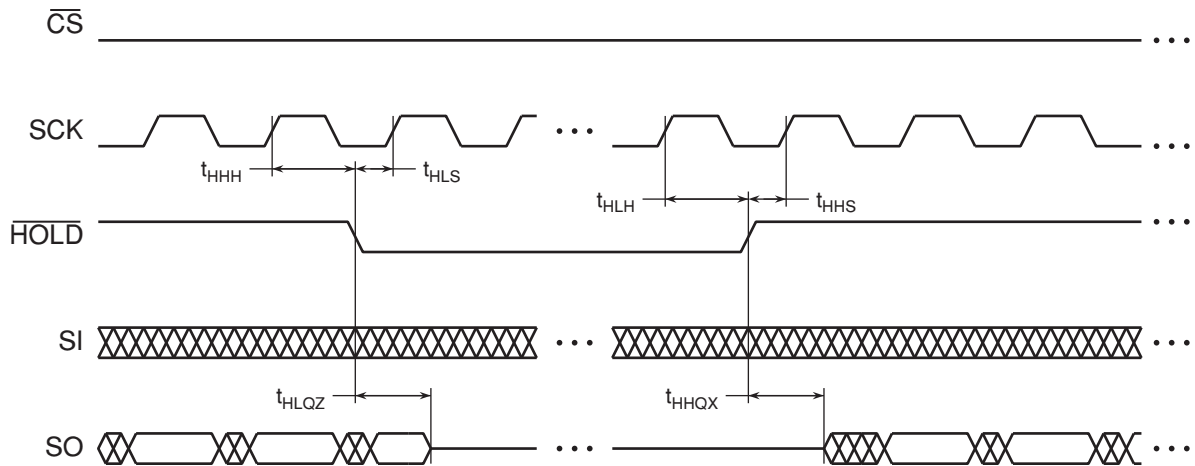 CS
SCK
tHHH
tHLS
tHLH
tHHS
HOLD
SI
tHLQZ
tHHQX
SO